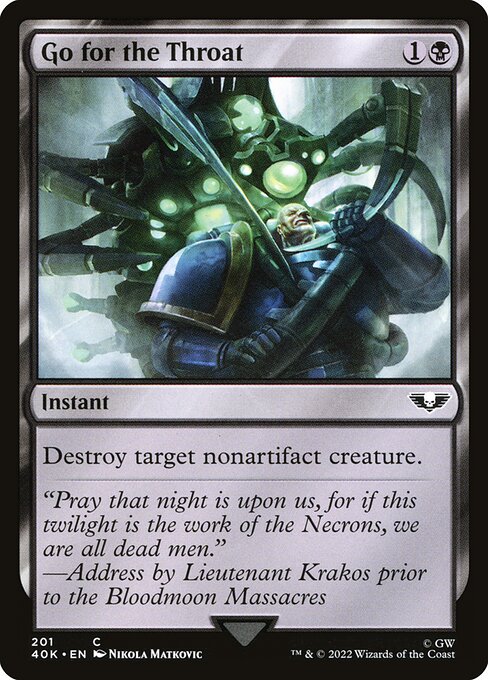 Go for the Throat 1
Instant
Destroy target nonartifact creature.
“Pray that night is upon us, for if this
twilight is the work of the Necrons, we
are all dead men.”
—Address by Lieutenant Krakos prior
to the Bloodmoon Massacres
201 C © GW
40K • EN Nikola Matkovic ™ & © 2022 Wizards of the Coast